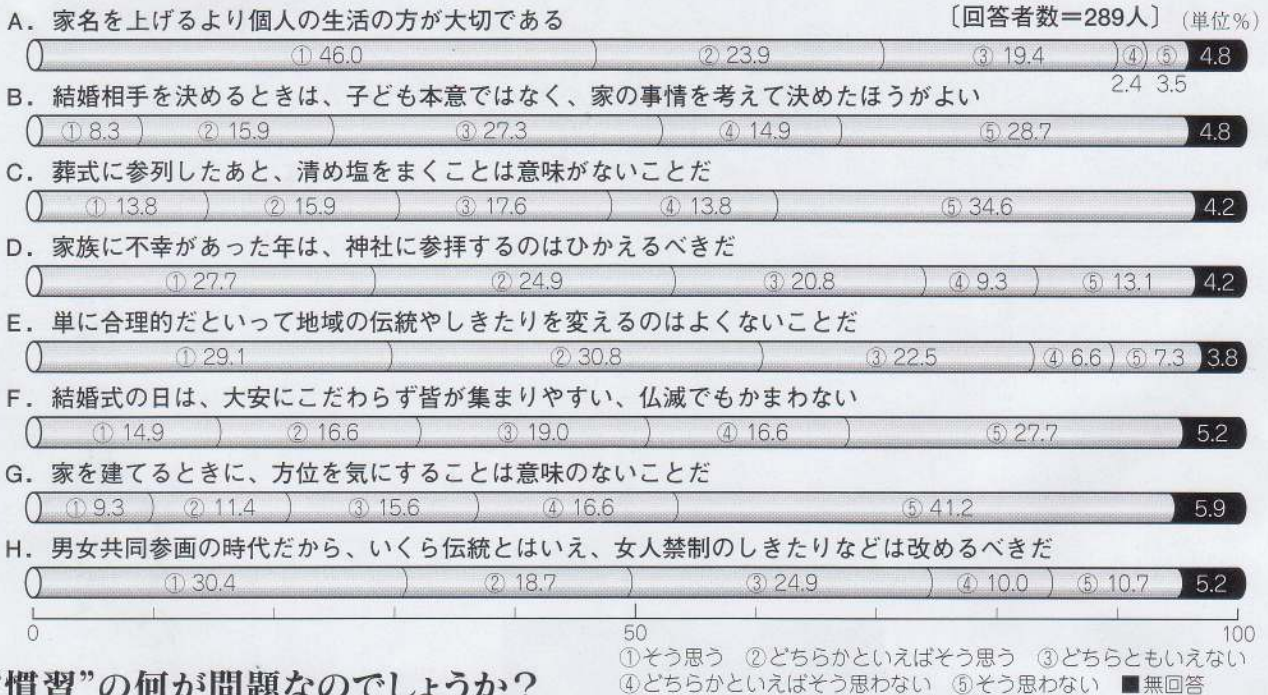 A．家名を上げるより個人の生活の方が大切である 〔回答者数＝289人〕（単位％）
① 46.0 ② 23.9 ③ 19.4 ④ ⑤ 4.8
2.4 3.5
B．結婚相手を決めるときは、子ども本意ではなく、家の事情を考えて決めたほうがよい
① 8.3 ② 15.9 ③ 27.3 ④ 14.9 ⑤ 28.7 4.8
C．葬式に参列したあと、清め塩をまくことは意味がないことだ
① 13.8 ② 15.9 ③ 17.6 ④ 13.8 ⑤ 34.6 4.2
D．家族に不幸があった年は、神社に参拝するのはひかえるべきだ
① 27.7 ② 24.9 ③ 20.8 ④ 9.3 ⑤ 13.1 4.2
E．単に合理的だといって地域の伝統やしきたりを変えるのはよくないことだ
① 29.1 ② 30.8 ③ 22.5 ④ 6.6 ⑤ 7.3 3.8
F．結婚式の日は、大安にこだわらず皆が集まりやすい、仏滅でもかまわない
① 14.9 ② 16.6 ③ 19.0 ④ 16.6 ⑤ 27.7 5.2
G．家を建てるときに、方位を気にすることは意味のないことだ
① 9.3 ② 11.4 ③ 15.6 ④ 16.6 ⑤ 41.2 5.9
H．男女共同参画の時代だから、いくら伝統とはいえ、女人禁制のしきたりなどは改めるべきだ
① 30.4 ② 18.7 ③ 24.9 ④ 10.0 ⑤ 10.7 5.2
0 50 100
①そう思う ②どちらかといえばそう思う ③どちらともいえない
④どちらかといえばそう思わない ⑤そう思わない ■無回答
“慣習”の何が問題なのでしょうか？